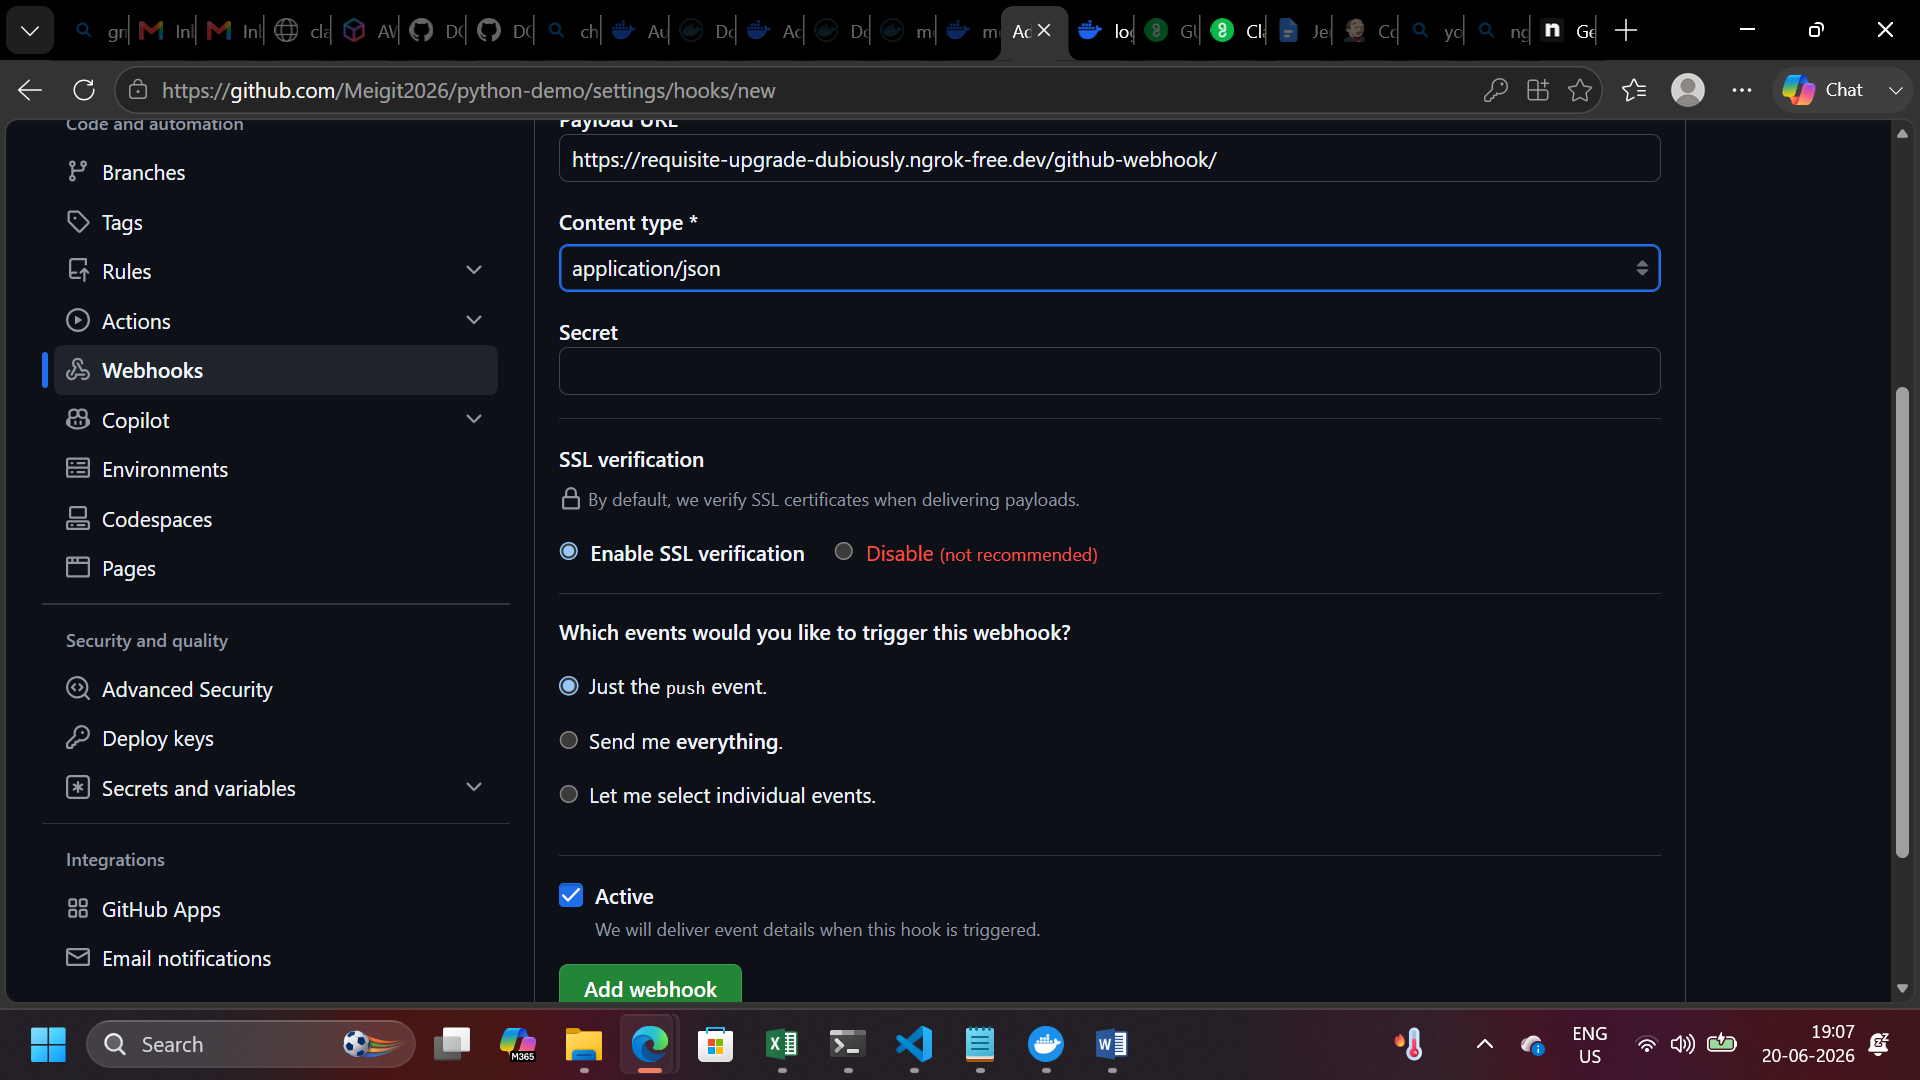 https://github.com/Meigit2026/python-demo/settings/hooks/new
Chat
Code and automation
Branches
Tags
Rules
Actions
Webhooks
Copilot
Environments
Codespaces
Pages
Security and quality
Advanced Security
Deploy keys
Secrets and variables
Integrations
GitHub Apps
Email notifications
Payload URL
https://requisite-upgrade-dubiously.ngrok-free.dev/github-webhook/
Content type *
application/json
Secret
SSL verification
By default, we verify SSL certificates when delivering payloads.
Enable SSL verification
Disable (not recommended)
Which events would you like to trigger this webhook?
Just the push event.
Send me everything.
Let me select individual events.
Active
We will deliver event details when this hook is triggered.
Add webhook
Search
M365
ENG
US
19:07
20-06-2026